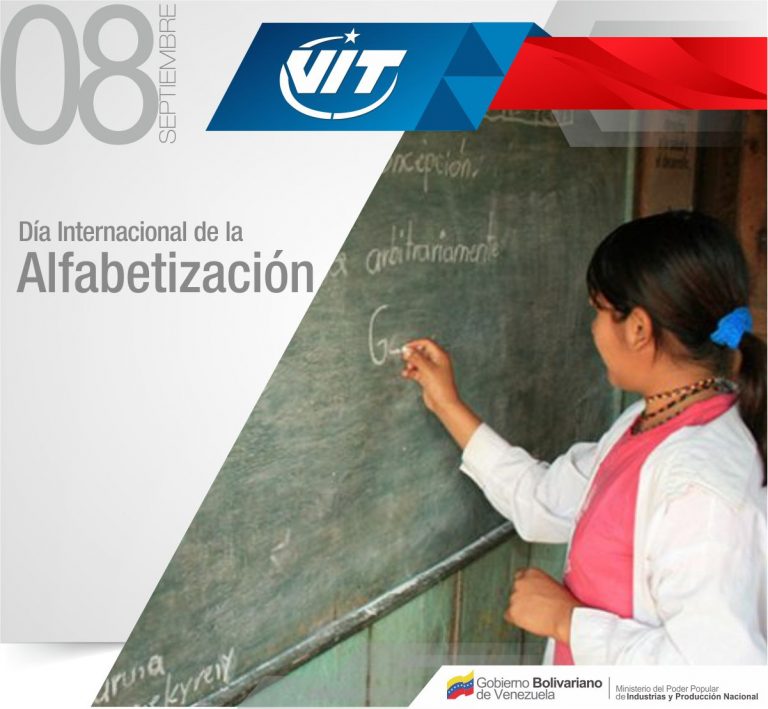 08
SEPTIEMBRE
VIT
Día Internacional de la
Alfabetización
oncepción.
a arbitrariamente
G
Gobierno Bolivariano
de Venezuela
Ministerio del Poder Popular
de Industrias y Producción Nacional